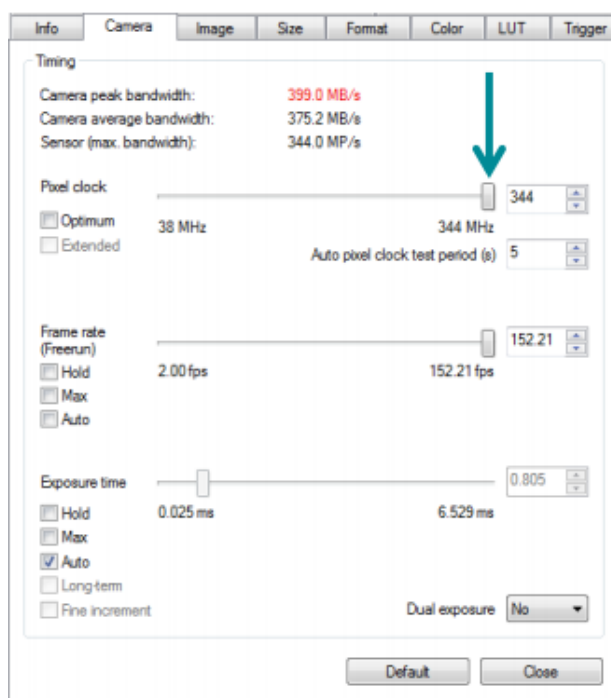 Info Camera Image Size Format Color LUT Trigger
Timing
Camera peak bandwidth: 399.0 MB/s
Camera average bandwidth: 375.2 MB/s
Sensor (max. bandwidth): 344.0 MP/s
Pixel clock 344
Optimum 38 MHz 344 MHz
Extended Auto pixel clock test period (s) 5
Frame rate 152.21
(Freerun)
Hold 2.00 fps 152.21 fps
Max
Auto
Exposure time 0.805
Hold 0.025 ms 6.529 ms
Max
Auto
Long-term
Fine increment Dual exposure No
Default Close